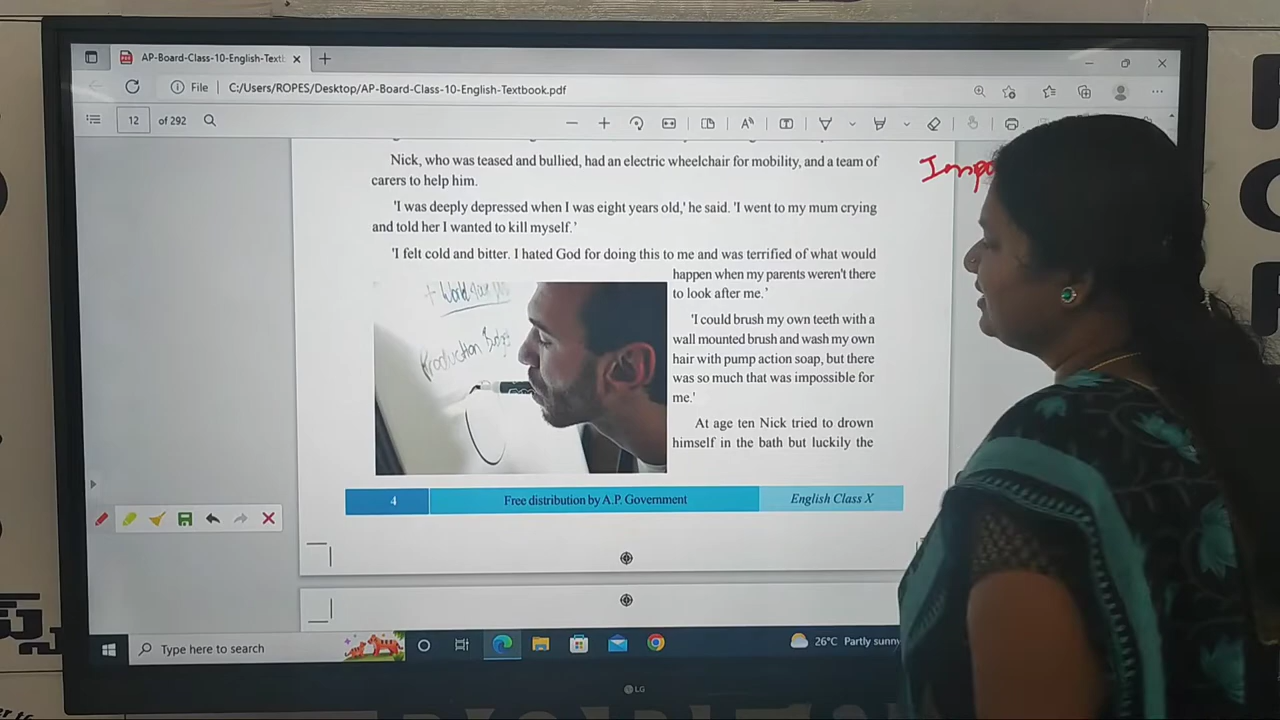 AP-Board-Class-10-English-Textb
File
C:/Users/ROPES/Desktop/AP-Board-Class-10-English-Textbook.pdf
12 of 292
Nick, who was teased and bullied, had an electric wheelchair for mobility, and a team of
carers to help him.
'I was deeply depressed when I was eight years old,' he said. 'I went to my mum crying
and told her I wanted to kill myself.'
'I felt cold and bitter. I hated God for doing this to me and was terrified of what would
happen when my parents weren't there
to look after me.'
'I could brush my own teeth with a
wall mounted brush and wash my own
hair with pump action soap, but there
was so much that was impossible for
me.'
At age ten Nick tried to drown
himself in the bath but luckily the
+ World Tour
Production Budget
4
Free distribution by A.P. Government
English Class X
Impo
Type here to search
26°C Partly sunny
LG